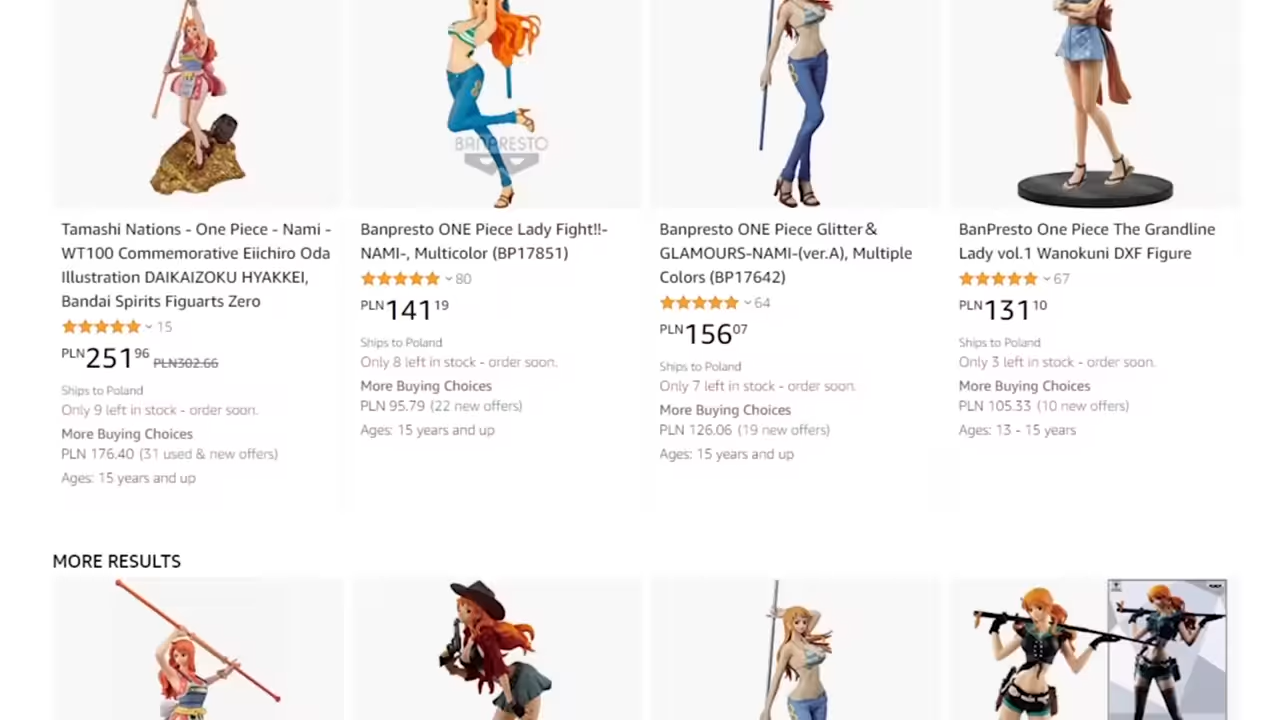 BANPRESTO
Tamashi Nations - One Piece - Nami -
WT100 Commemorative Eiichiro Oda
Illustration DAIKAIZOKU HYAKKEI,
Bandai Spirits Figuarts Zero
15
PLN 251 96 PLN302.66
Ships to Poland
Only 9 left in stock - order soon.
More Buying Choices
PLN 176.40 (31 used & new offers)
Ages: 15 years and up
Banpresto ONE Piece Lady Fight!!-
NAMI-, Multicolor (BP17851)
80
PLN 141 19
Ships to Poland
Only 8 left in stock - order soon.
More Buying Choices
PLN 95.79 (22 new offers)
Ages: 15 years and up
Banpresto ONE Piece Glitter&
GLAMOURS-NAMI-(ver.A), Multiple
Colors (BP17642)
64
PLN 156 07
Ships to Poland
Only 7 left in stock - order soon.
More Buying Choices
PLN 126.06 (19 new offers)
Ages: 15 years and up
BanPresto One Piece The Grandline
Lady vol.1 Wanokuni DXF Figure
67
PLN 131 10
Ships to Poland
Only 3 left in stock - order soon.
More Buying Choices
PLN 105.33 (10 new offers)
Ages: 13 - 15 years
MORE RESULTS